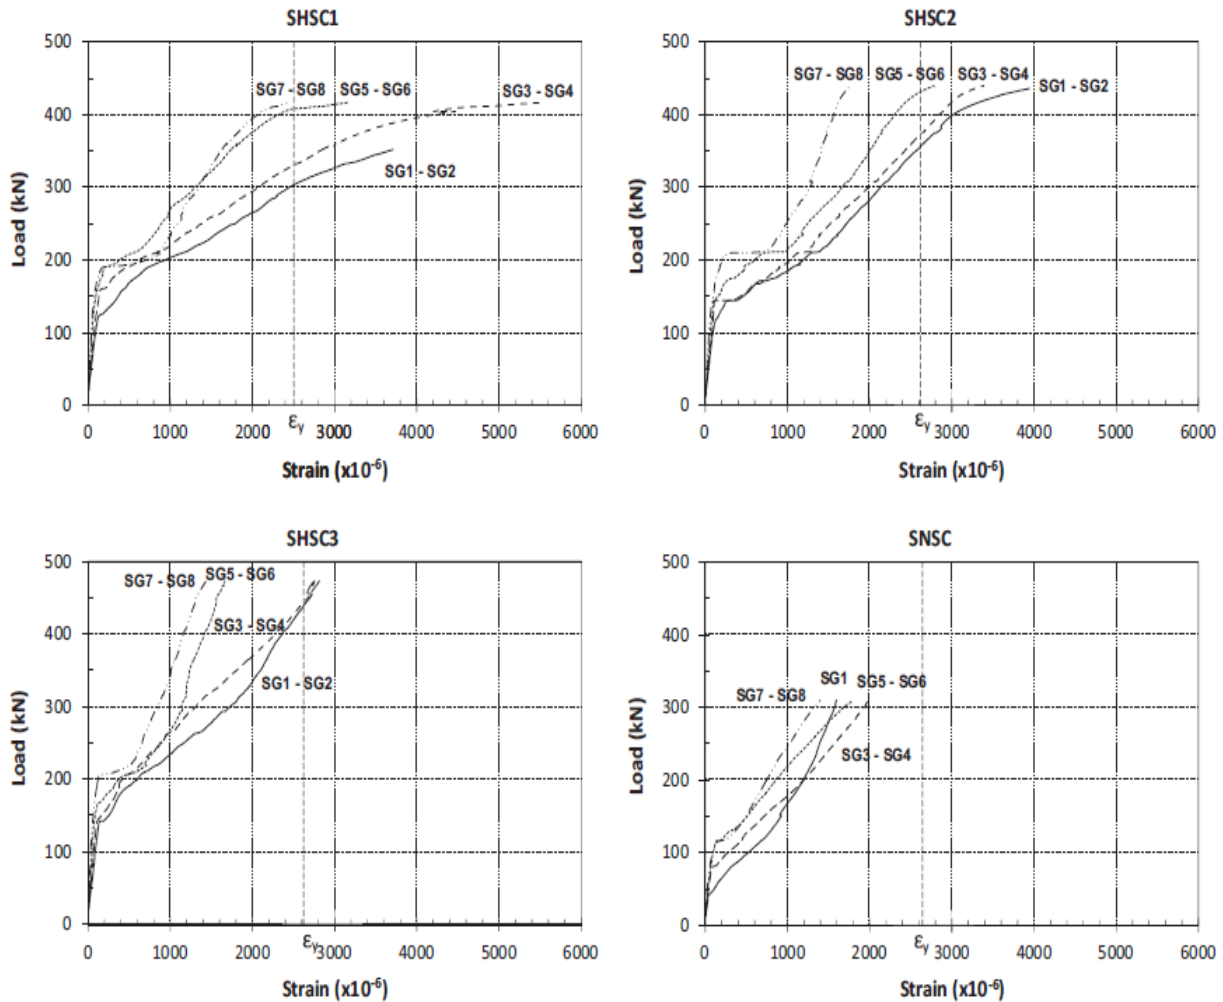 SHSC1
500
400
300
200
100
0
Load (kN)
SG7 - SG8
SG5 - SG6
SG3 - SG4
SG1 - SG2
0
1000
2000
εy
3000
4000
5000
6000
Strain (x10⁻⁶)
SHSC2
500
400
300
200
100
0
Load (kN)
SG7 - SG8
SG5 - SG6
SG3 - SG4
SG1 - SG2
0
1000
2000
εy
3000
4000
5000
6000
Strain (x10⁻⁶)
SHSC3
500
400
300
200
100
0
Load (kN)
SG7 - SG8
SG5 - SG6
SG3 - SG4
SG1 - SG2
0
1000
2000
εy
3000
4000
5000
6000
Strain (x10⁻⁶)
SNSC
500
400
300
200
100
0
Load (kN)
SG7 - SG8
SG1
SG5 - SG6
SG3 - SG4
0
1000
2000
εy
3000
4000
5000
6000
Strain (x10⁻⁶)